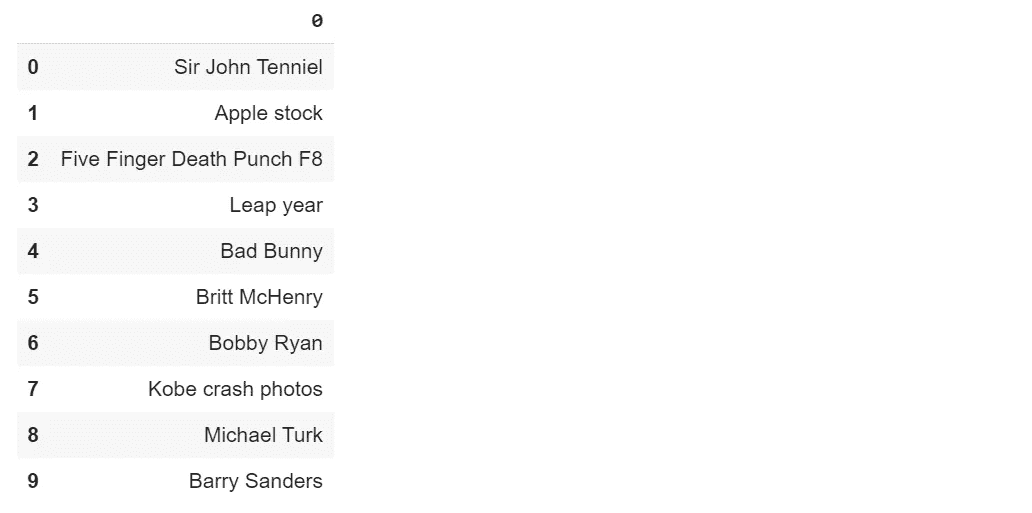 0
0 Sir John Tenniel
1 Apple stock
2 Five Finger Death Punch F8
3 Leap year
4 Bad Bunny
5 Britt McHenry
6 Bobby Ryan
7 Kobe crash photos
8 Michael Turk
9 Barry Sanders